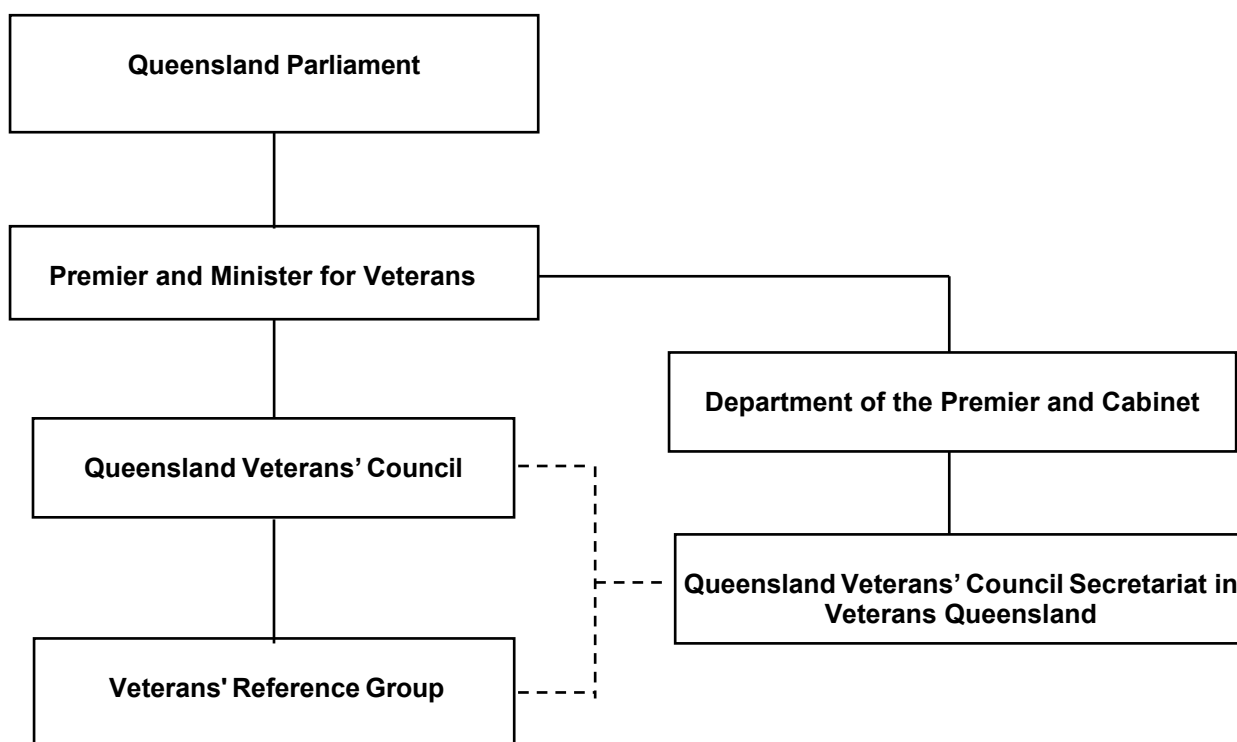 Queensland Parliament
Premier and Minister for Veterans
Department of the Premier and Cabinet
Queensland Veterans’ Council
Queensland Veterans’ Council Secretariat in
Veterans Queensland
Veterans' Reference Group